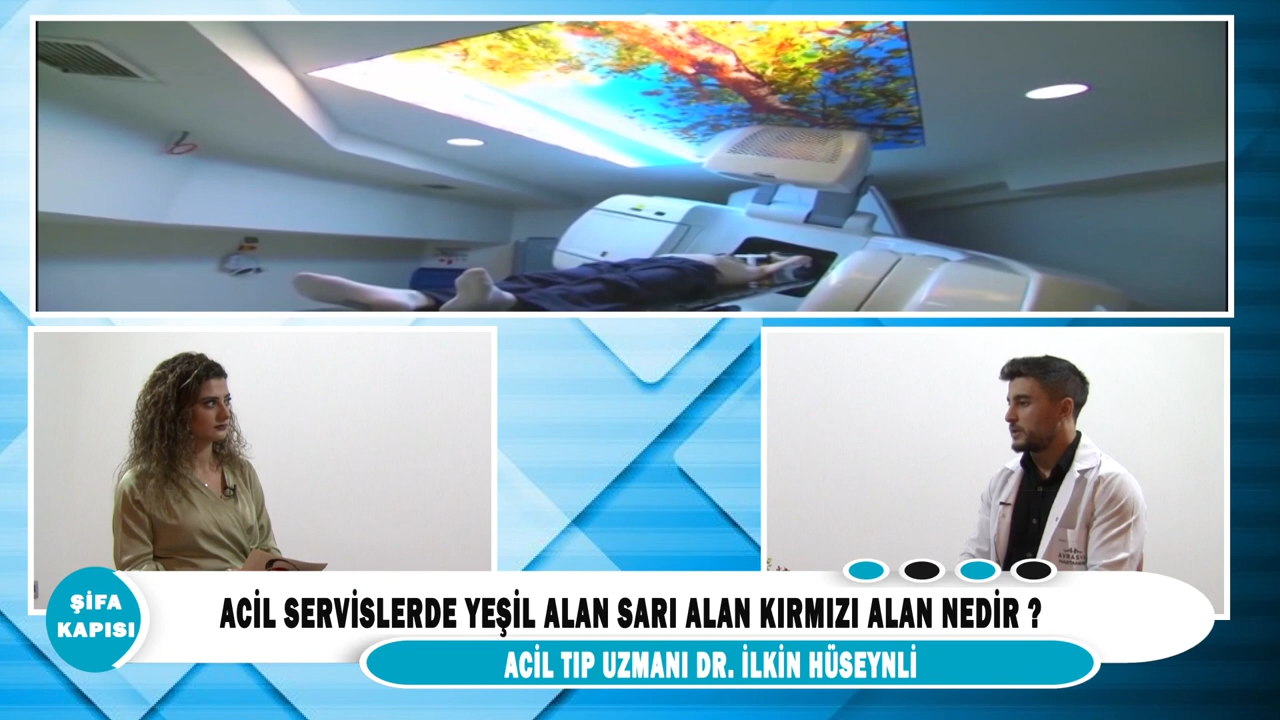 ŞİFA
KAPISI
ACİL SERVİSLERDE YEŞİL ALAN SARI ALAN KIRMIZI ALAN NEDİR ?
ACİL TIP UZMANI DR. İLKİN HÜSEYNLİ